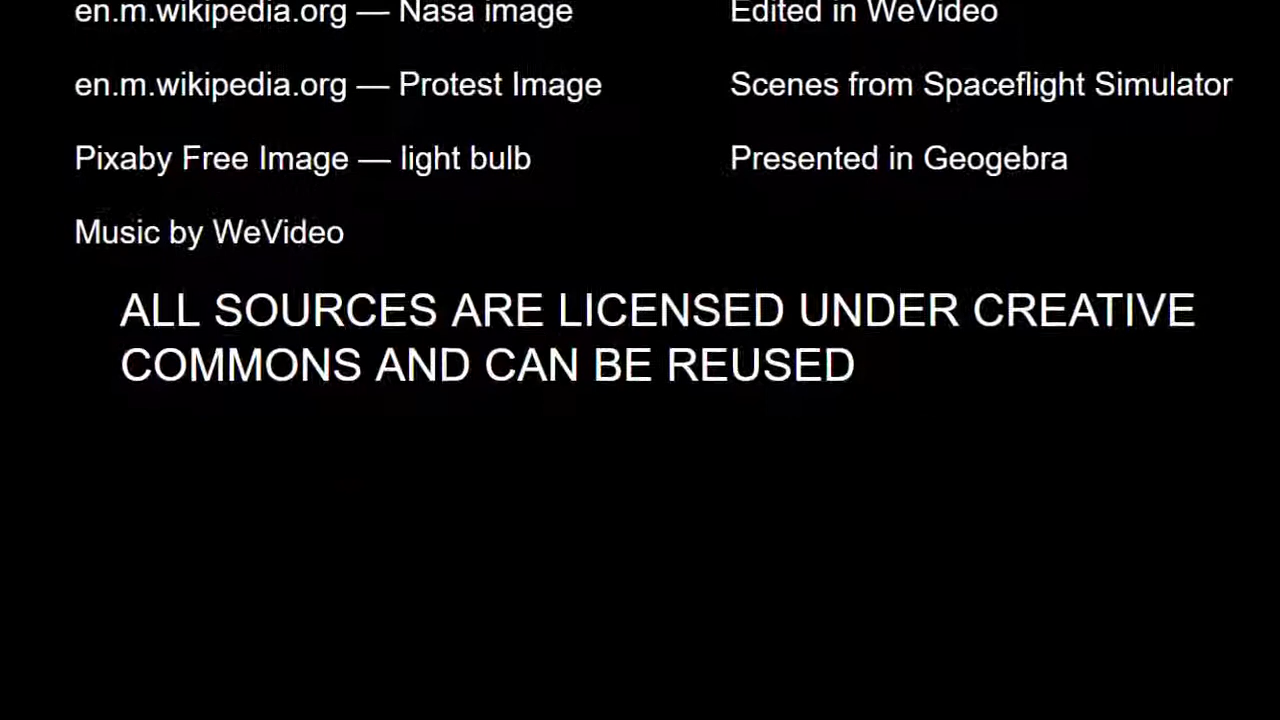 en.m.wikipedia.org — Nasa image
en.m.wikipedia.org — Protest Image
Pixaby Free Image — light bulb
Music by WeVideo
Edited in WeVideo
Scenes from Spaceflight Simulator
Presented in Geogebra
ALL SOURCES ARE LICENSED UNDER CREATIVE
COMMONS AND CAN BE REUSED